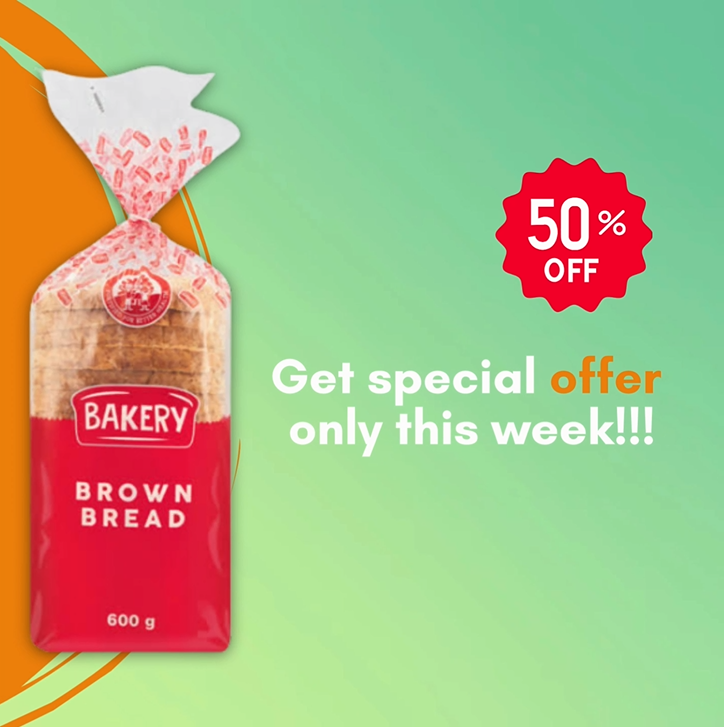 50%
OFF
Get special offer
only this week!!!
BAKERY
BROWN
BREAD
600 g